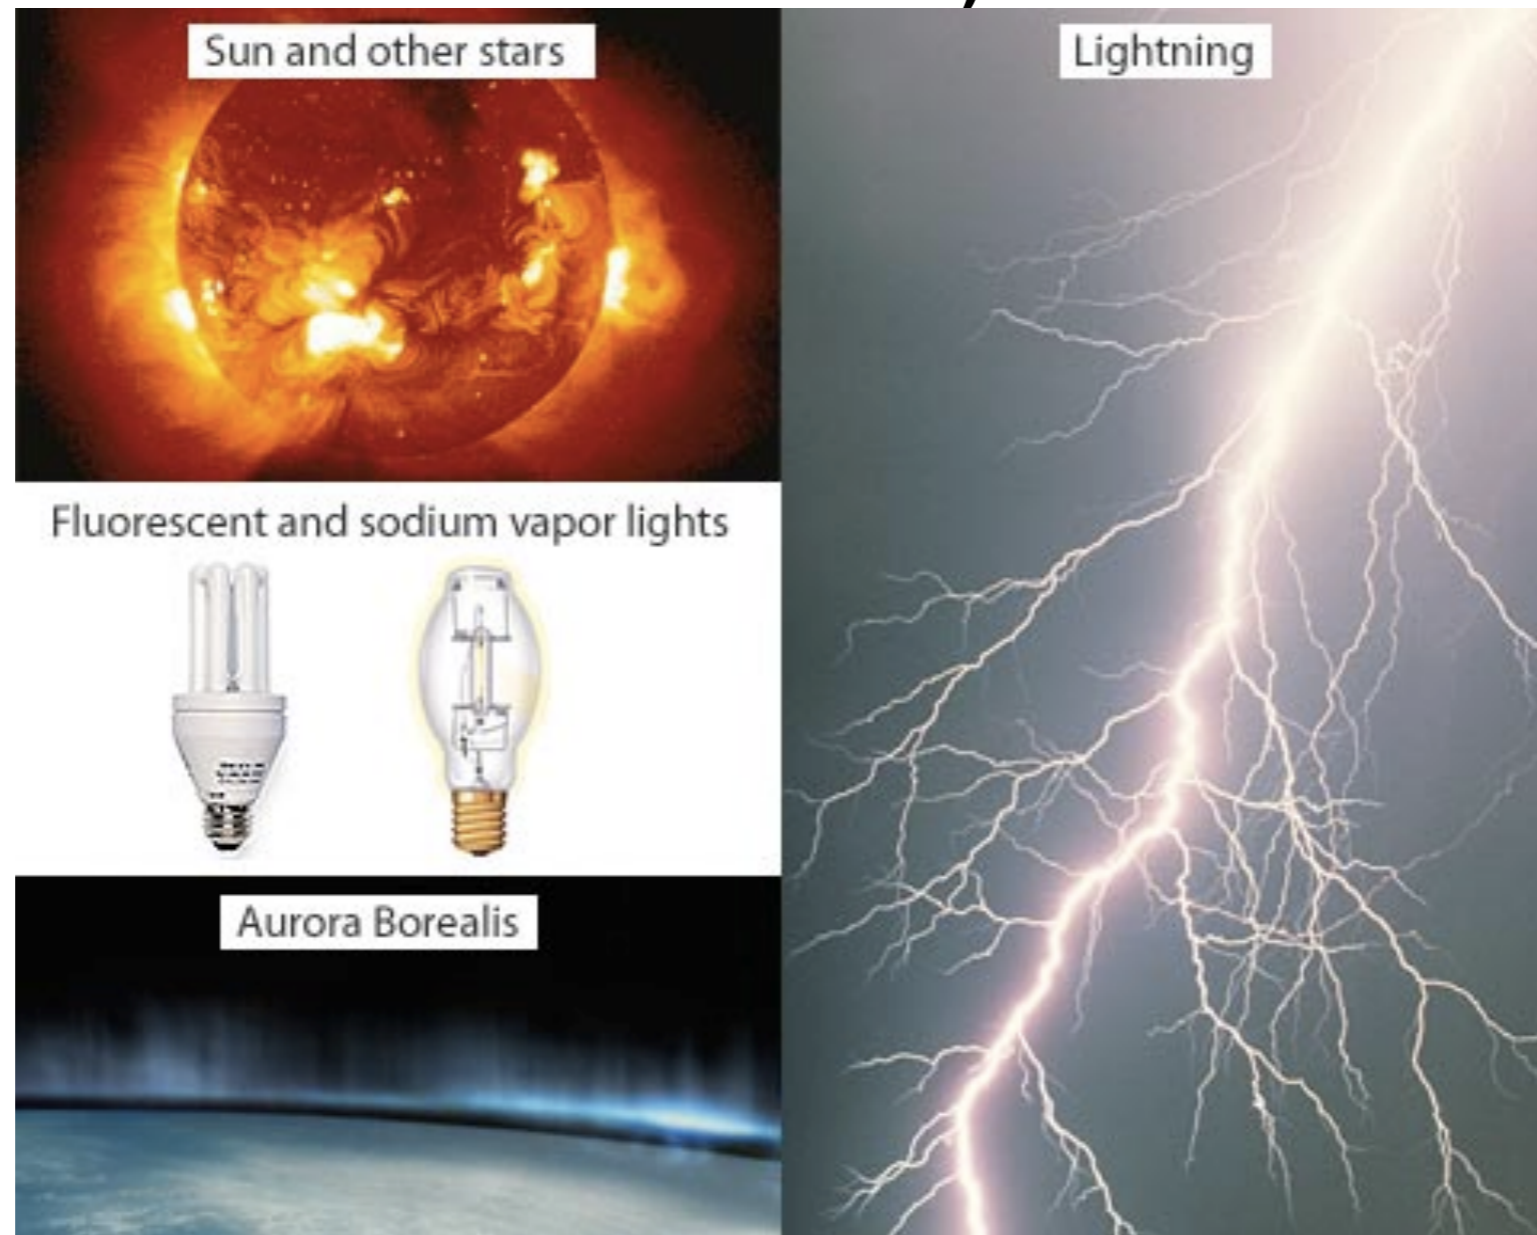 Sun and other stars
Lightning
Fluorescent and sodium vapor lights
Aurora Borealis